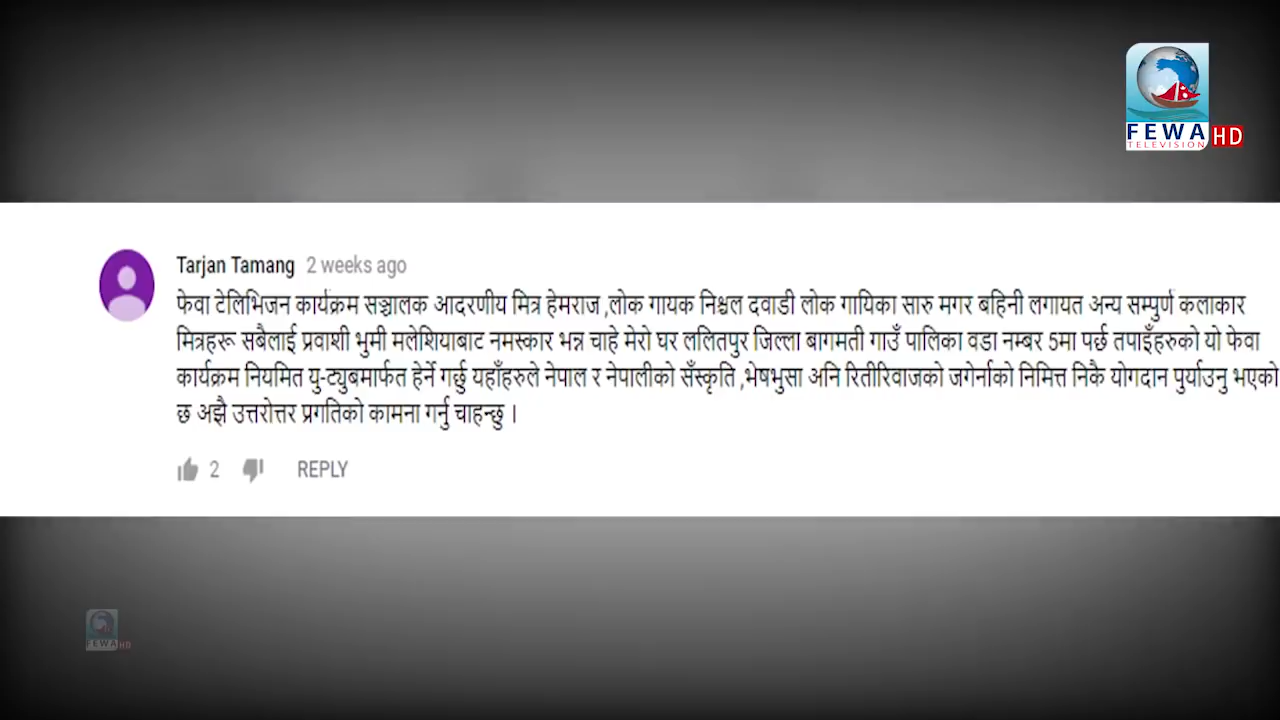 FEWA HD
TELEVISION
Tarjan Tamang 2 weeks ago
फेवा टेलिभिजन कार्यक्रम सञ्चालक आदरणीय मित्र हेमराज ,लोक गायक निश्चल दवाडी लोक गायिका सारु मगर बहिनी लगायत अन्य सम्पुर्ण कलाकार
मित्रहरू सबैलाई प्रवाशी भुमी मलेशियाबाट नमस्कार भन्न चाहे मेरो घर ललितपुर जिल्ला बागमती गाउँ पालिका वडा नम्बर 5मा पर्छ तपाइँहरुको यो फेवा
कार्यक्रम नियमित यु-ट्युबमार्फत हेर्ने गर्छु यहाँहरुले नेपाल र नेपालीको सँस्कृति ,भेषभुसा अनि रितीरिवाजको जगेर्नाको निमित्त निकै योगदान पुर्याउनु भएको
छ अझै उत्तरोत्तर प्रगतिको कामना गर्नु चाहन्छु ।
2 REPLY
FEWA HD